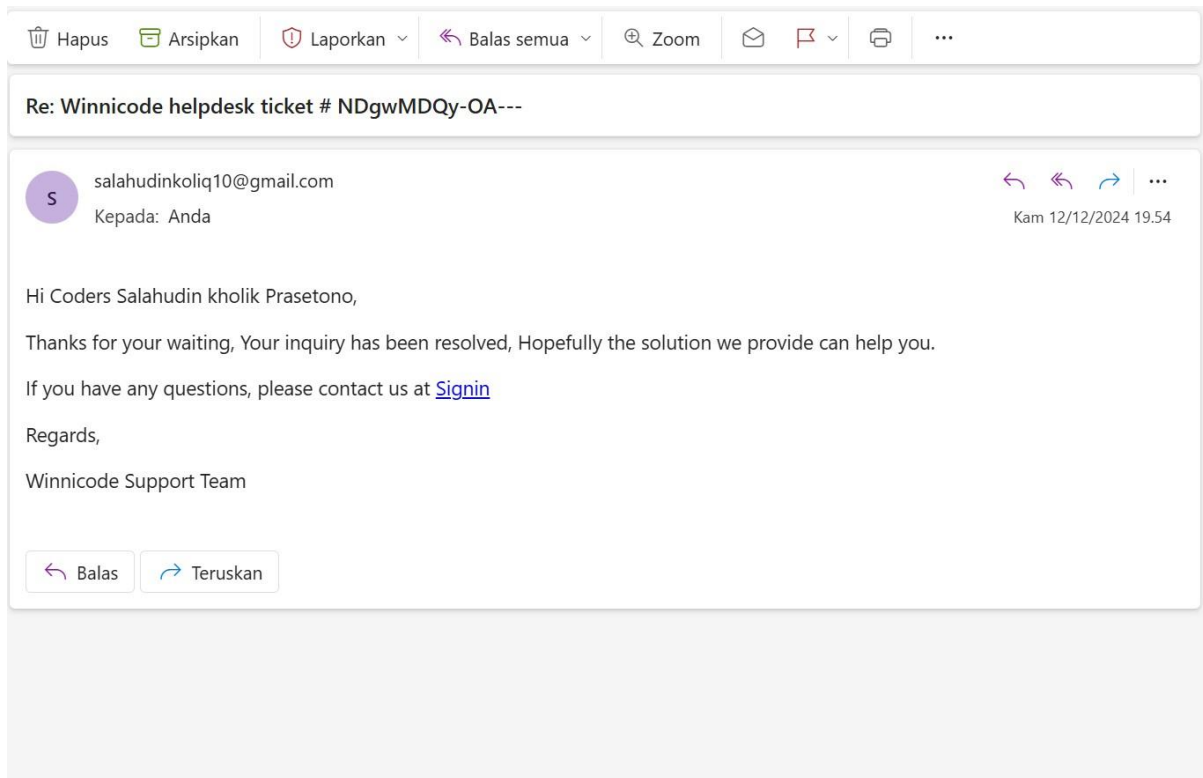 Hapus Arsipkan Laporkan Balas semua Zoom
Re: Winnicode helpdesk ticket # NDgwMDQy-OA---
S
salahudinkoliq10@gmail.com
Kepada: Anda
Kam 12/12/2024 19.54
Hi Coders Salahudin kholik Prasetono,
Thanks for your waiting, Your inquiry has been resolved, Hopefully the solution we provide can help you.
If you have any questions, please contact us at Signin
Regards,
Winnicode Support Team
Balas Teruskan